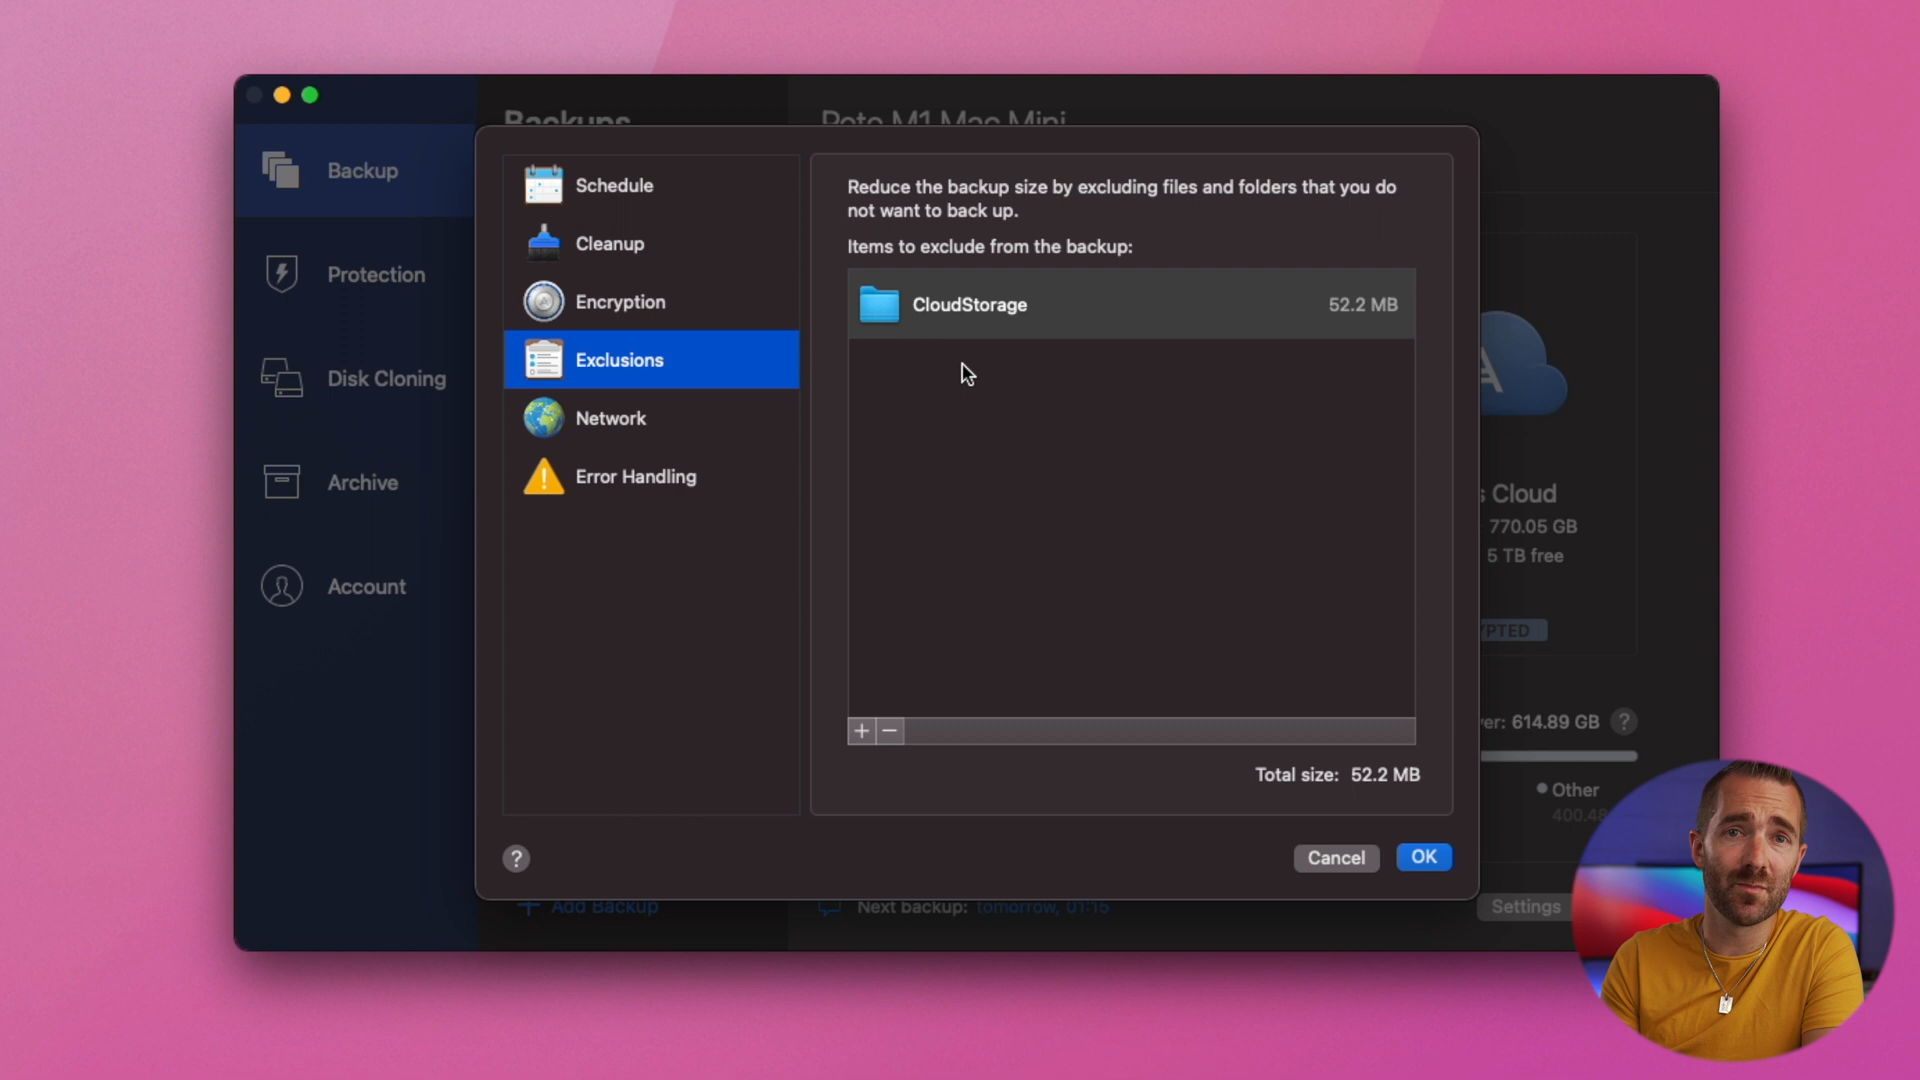 Backups
Pete M1 Mac Mini
Backup
Protection
Disk Cloning
Archive
Account
Schedule
Cleanup
Encryption
Exclusions
Network
Error Handling
Reduce the backup size by excluding files and folders that you do
not want to back up.
Items to exclude from the backup:
CloudStorage 52.2 MB
+ −
Total size: 52.2 MB
?
Cancel
OK
A
s Cloud
770.05 GB
5 TB free
YPTED
er: 614.89 GB ?
Other
400.48
Add Backup
Next backup: tomorrow, 01:15
Settings